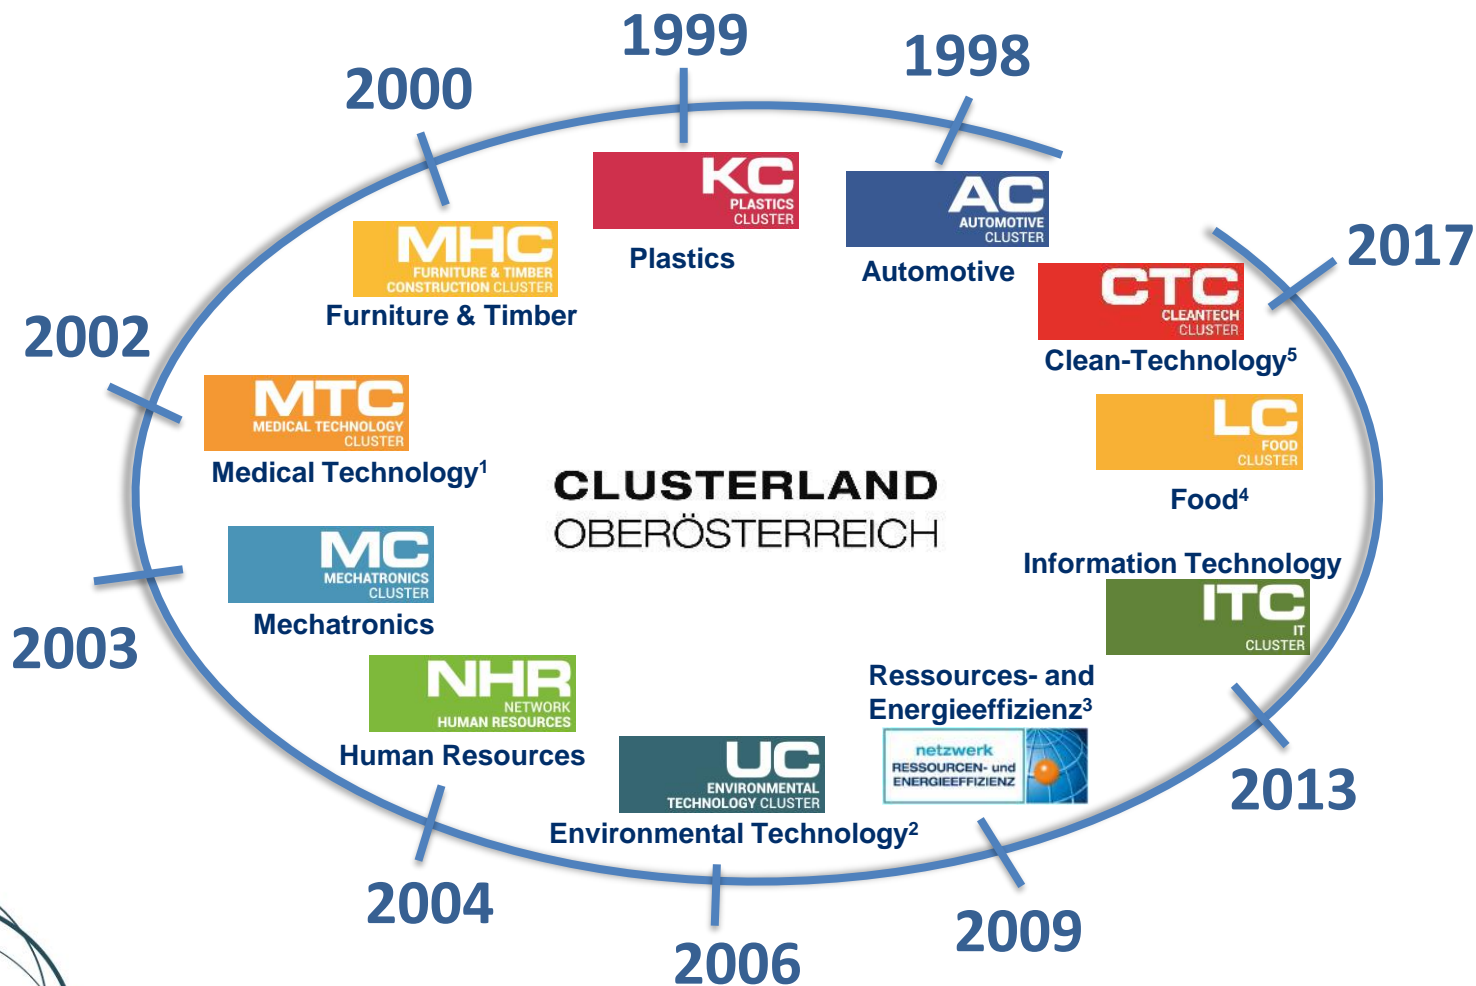 1999
1998
2000
KC
PLASTICS
CLUSTER
Plastics
AC
AUTOMOTIVE
CLUSTER
Automotive
2017
MHC
FURNITURE & TIMBER
CONSTRUCTION CLUSTER
Furniture & Timber
CTC
CLEANTECH
CLUSTER
Clean-Technology⁵
2002
MTC
MEDICAL TECHNOLOGY
CLUSTER
Medical Technology¹
LC
FOOD
CLUSTER
Food⁴
CLUSTERLAND
OBERÖSTERREICH
MC
MECHATRONICS
CLUSTER
Mechatronics
2003
Information Technology
ITC
IT
CLUSTER
NHR
NETWORK
HUMAN RESOURCES
Human Resources
Ressources- and
Energieeffizienz³
netzwerk
RESSOURCEN- und
ENERGIEEFFIZIENZ
UC
ENVIRONMENTAL
TECHNOLOGY CLUSTER
Environmental Technology²
2013
2004
2009
2006